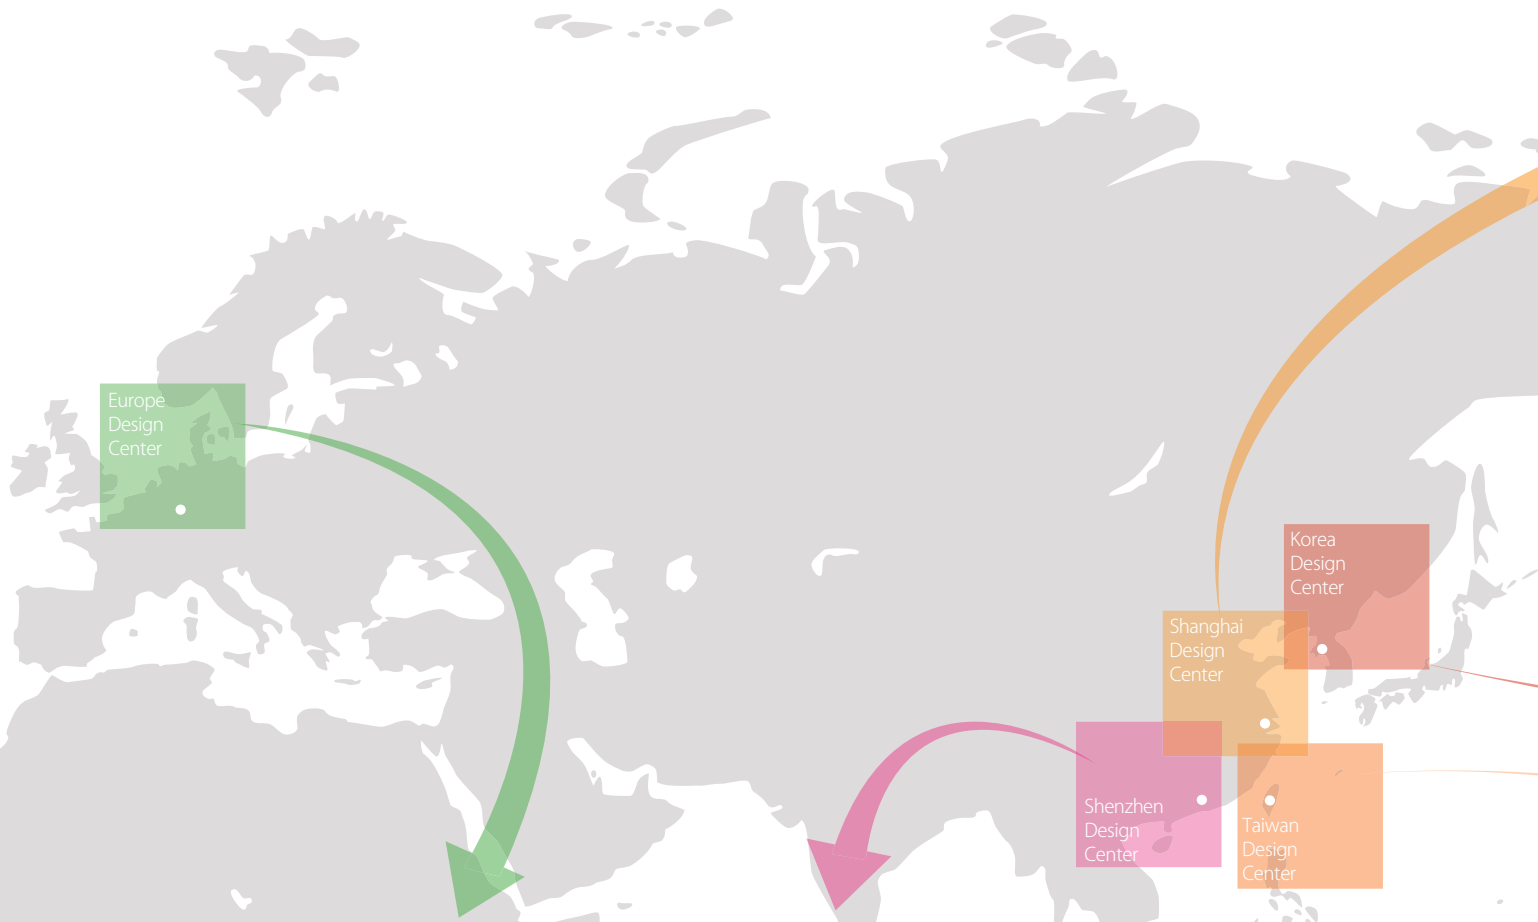 Europe
Design
Center
Korea
Design
Center
Shanghai
Design
Center
Shenzhen
Design
Center
Taiwan
Design
Center